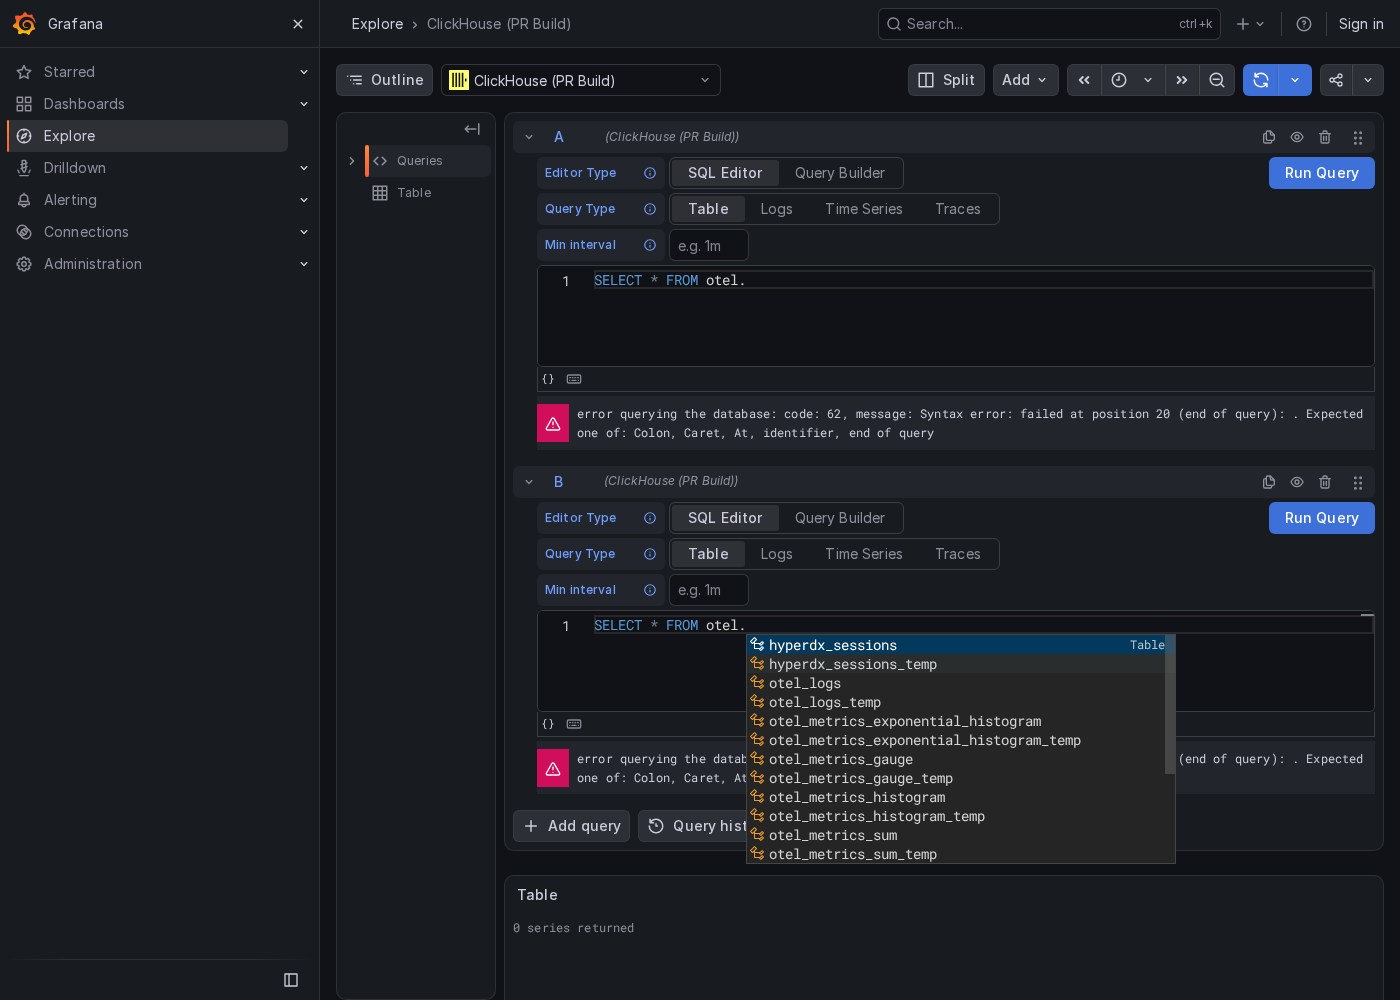 Grafana
Explore › ClickHouse (PR Build)
Search...
ctrl+k
Sign in
Starred
Dashboards
Explore
Drilldown
Alerting
Connections
Administration
Outline
ClickHouse (PR Build)
Split
Add
Queries
Table
A
(ClickHouse (PR Build))
Editor Type
SQL Editor
Query Builder
Run Query
Query Type
Table
Logs
Time Series
Traces
Min interval
e.g. 1m
1
SELECT * FROM otel.
{}
error querying the database: code: 62, message: Syntax error: failed at position 20 (end of query): . Expected
one of: Colon, Caret, At, identifier, end of query
B
(ClickHouse (PR Build))
Editor Type
SQL Editor
Query Builder
Run Query
Query Type
Table
Logs
Time Series
Traces
Min interval
e.g. 1m
1
SELECT * FROM otel.
hyperdx_sessions
Table
hyperdx_sessions_temp
otel_logs
otel_logs_temp
otel_metrics_exponential_histogram
otel_metrics_exponential_histogram_temp
otel_metrics_gauge
otel_metrics_gauge_temp
otel_metrics_histogram
otel_metrics_histogram_temp
otel_metrics_sum
otel_metrics_sum_temp
{}
error querying the datab
(end of query): . Expected
one of: Colon, Caret, At
Add query
Query hist
Table
0 series returned